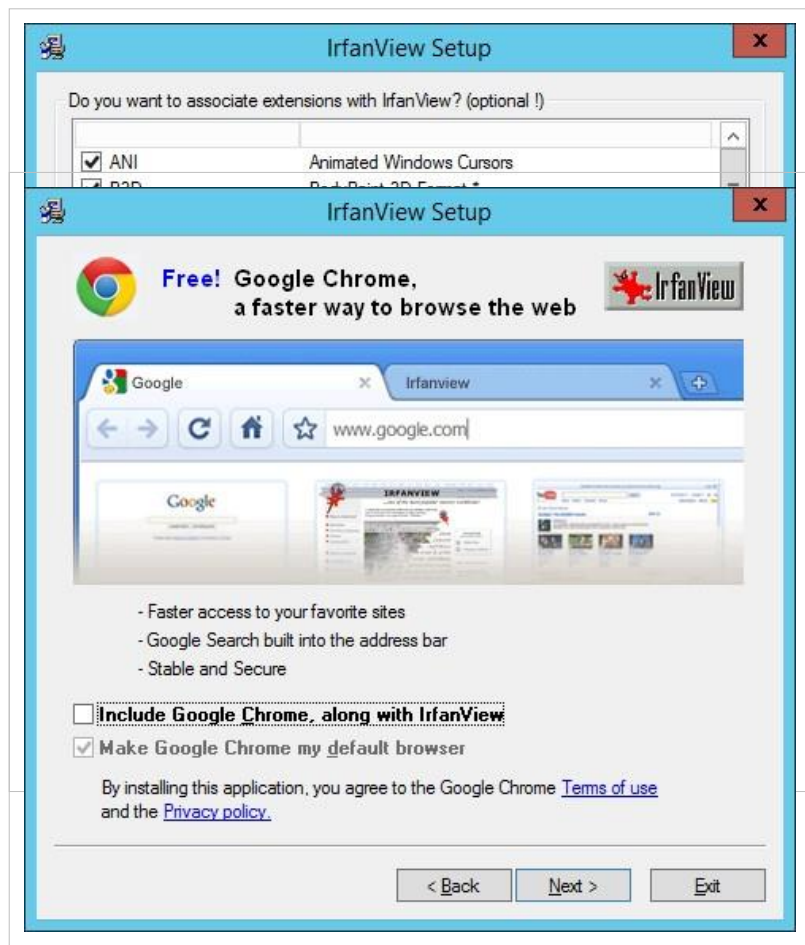 IrfanView Setup
x
Do you want to associate extensions with IrfanView? (optional !)
ANI Animated Windows Cursors
IrfanView Setup
x
Free! Google Chrome,
a faster way to browse the web
IrfanView
Google
Irfanview
www.google.com
Google
IRFANVIEW
- Faster access to your favorite sites
- Google Search built into the address bar
- Stable and Secure
Include Google Chrome, along with IrfanView
Make Google Chrome my default browser
By installing this application, you agree to the Google Chrome Terms of use
and the Privacy policy.
< Back Next > Exit